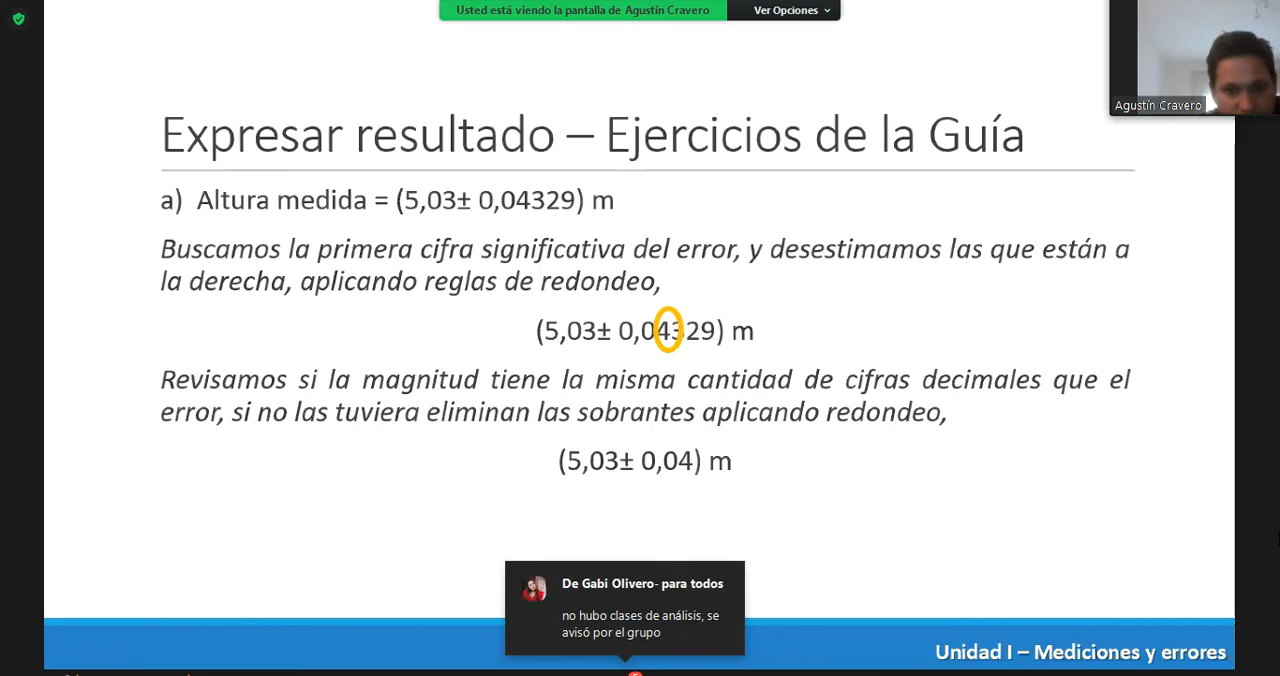 Usted está viendo la pantalla de Agustín Cravero
Ver Opciones
Agustín Cravero
Expresar resultado – Ejercicios de la Guía
a) Altura medida = (5,03± 0,04329) m
Buscamos la primera cifra significativa del error, y desestimamos las que están a
la derecha, aplicando reglas de redondeo,
(5,03± 0,04329) m
Revisamos si la magnitud tiene la misma cantidad de cifras decimales que el
error, si no las tuviera eliminan las sobrantes aplicando redondeo,
(5,03± 0,04) m
De Gabi Olivero- para todos
no hubo clases de análisis, se
avisó por el grupo
Unidad I – Mediciones y errores